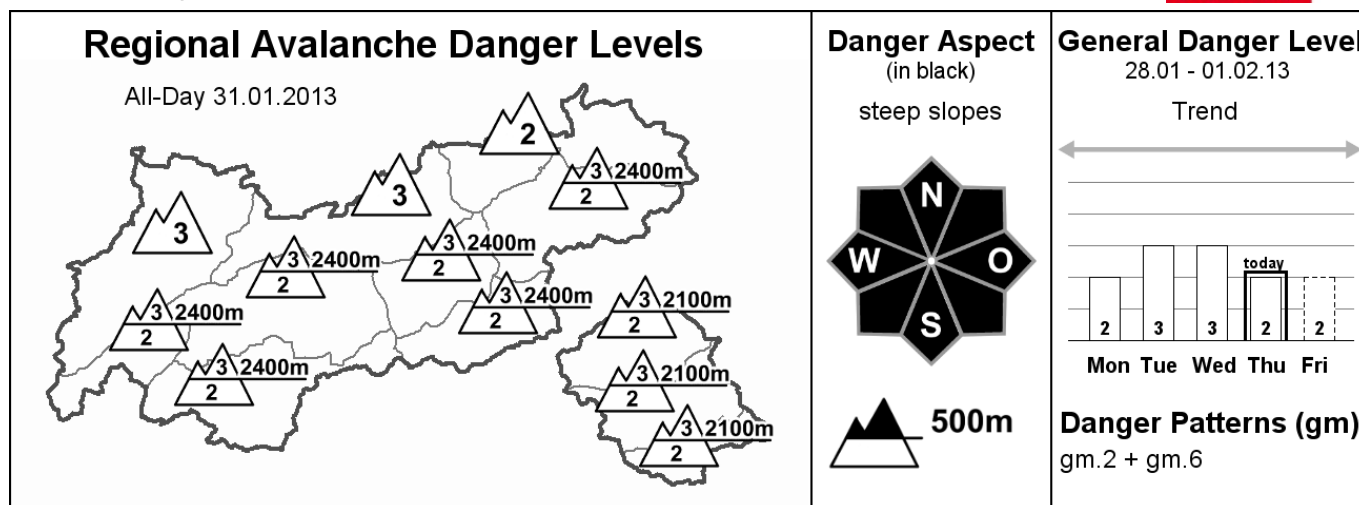 Regional Avalanche Danger Levels
All-Day 31.01.2013
2
3 2400m
2
3
3
3 2400m
2
3 2400m
2
3 2400m
2
3 2400m
2
3 2400m
2
3 2100m
2
3 2100m
2
3 2100m
2
Danger Aspect
(in black)
steep slopes
N
W
O
S
500m
General Danger Level
28.01 - 01.02.13
Trend
today
2 3 3 2 2
Mon Tue Wed Thu Fri
Danger Patterns (gm)
gm.2 + gm.6